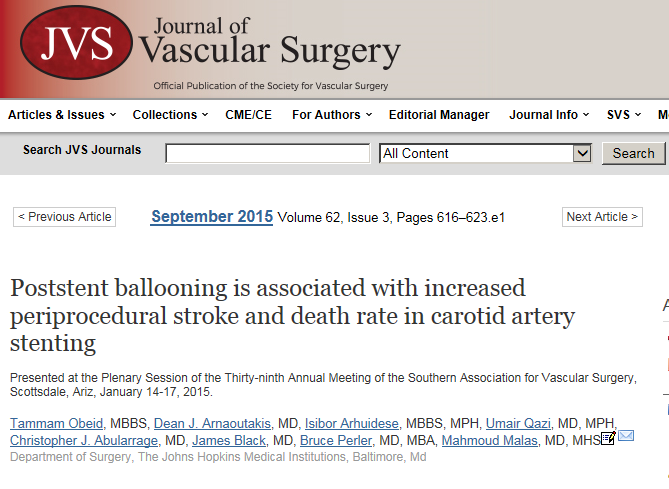 JVS
Journal of
Vascular Surgery
Official Publication of the Society for Vascular Surgery
Articles & Issues Collections CME/CE For Authors Editorial Manager Journal Info SVS
Search JVS Journals All Content Search
< Previous Article September 2015 Volume 62, Issue 3, Pages 616–623.e1 Next Article >
Poststent ballooning is associated with increased
periprocedural stroke and death rate in carotid artery
stenting
Presented at the Plenary Session of the Thirty-ninth Annual Meeting of the Southern Association for Vascular Surgery,
Scottsdale, Ariz, January 14-17, 2015.
Tammam Obeid, MBBS, Dean J. Arnaoutakis, MD, Isibor Arhuidese, MBBS, MPH, Umair Qazi, MD, MPH,
Christopher J. Abularrage, MD, James Black, MD, Bruce Perler, MD, MBA, Mahmoud Malas, MD, MHS
Department of Surgery, The Johns Hopkins Medical Institutions, Baltimore, Md